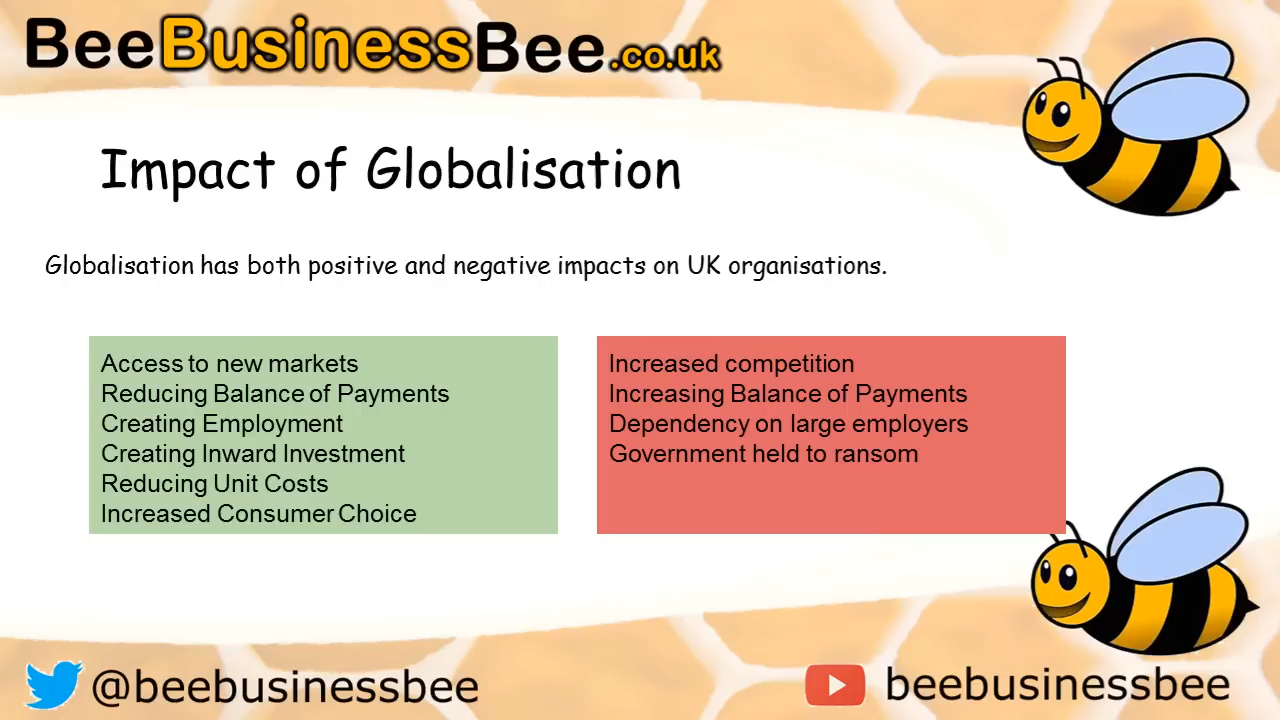 BeeBusinessBee.co.uk
Impact of Globalisation
Globalisation has both positive and negative impacts on UK organisations.
Access to new markets
Reducing Balance of Payments
Creating Employment
Creating Inward Investment
Reducing Unit Costs
Increased Consumer Choice
Increased competition
Increasing Balance of Payments
Dependency on large employers
Government held to ransom
@beebusinessbee
beebusinessbee